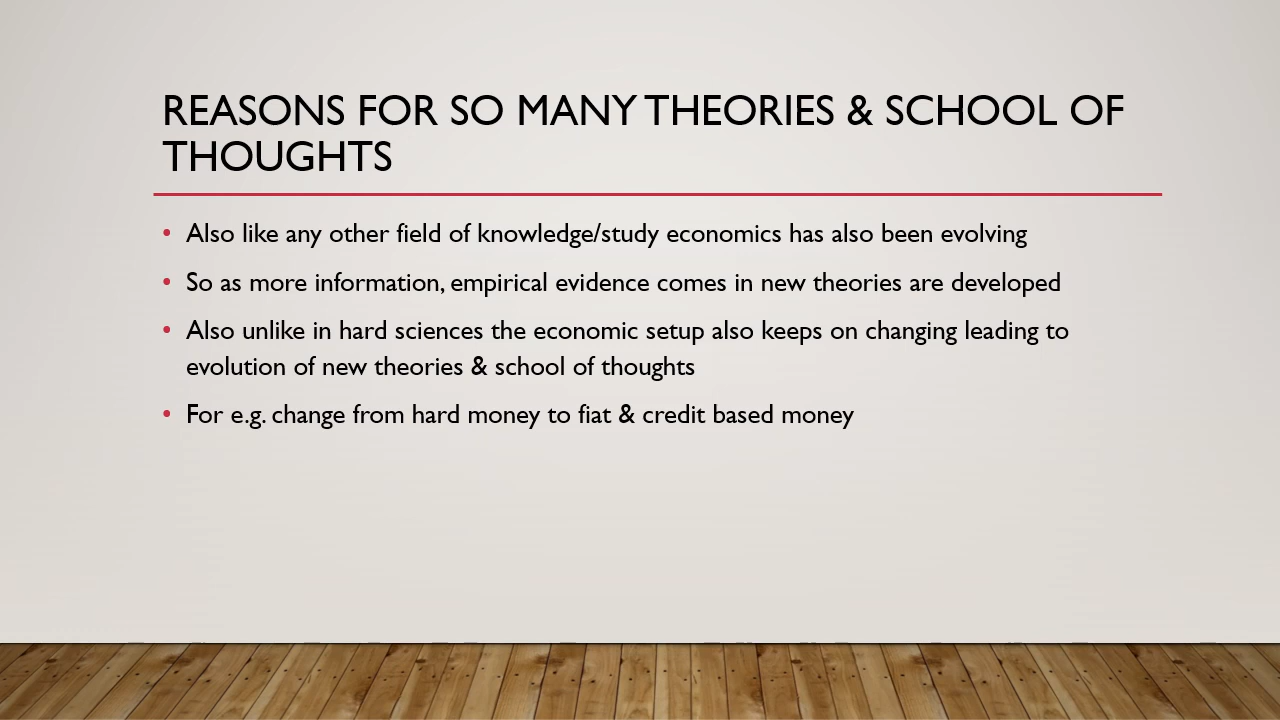 REASONS FOR SO MANY THEORIES & SCHOOL OF
THOUGHTS
• Also like any other field of knowledge/study economics has also been evolving
• So as more information, empirical evidence comes in new theories are developed
• Also unlike in hard sciences the economic setup also keeps on changing leading to
evolution of new theories & school of thoughts
• For e.g. change from hard money to fiat & credit based money